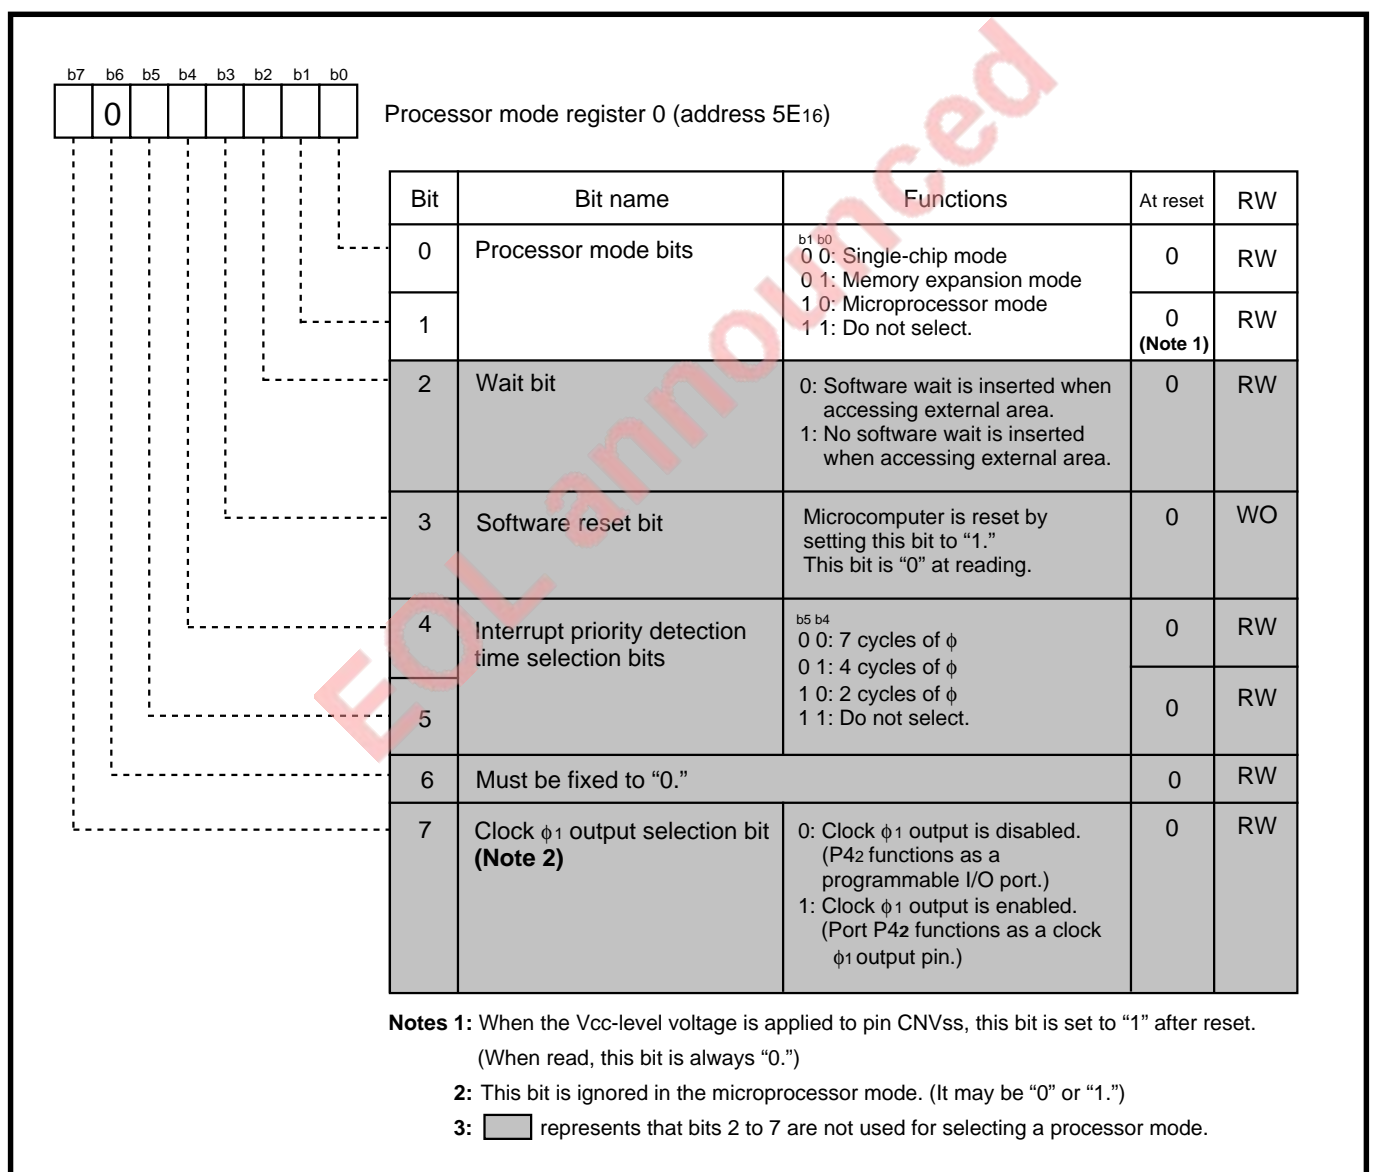 b7 b6 b5 b4 b3 b2 b1 b0
0
Processor mode register 0 (address 5E16)
Bit Bit name Functions At reset RW
0 Processor mode bits
b1 b0
0 0: Single-chip mode
0 1: Memory expansion mode
1 0: Microprocessor mode
1 1: Do not select.
0 RW
1 0 RW
(Note 1)
2 Wait bit
0: Software wait is inserted when
accessing external area.
1: No software wait is inserted
when accessing external area.
0 RW
3 Software reset bit
Microcomputer is reset by
setting this bit to “1.”
This bit is “0” at reading.
0 WO
4 Interrupt priority detection
time selection bits
b5 b4
0 0: 7 cycles of ϕ
0 1: 4 cycles of ϕ
1 0: 2 cycles of ϕ
1 1: Do not select.
0 RW
5 0 RW
6 Must be fixed to “0.” 0 RW
7 Clock ϕ1 output selection bit
(Note 2)
0: Clock ϕ1 output is disabled.
(P42 functions as a
programmable I/O port.)
1: Clock ϕ1 output is enabled.
(Port P42 functions as a clock
ϕ1 output pin.)
0 RW
Notes 1: When the Vcc-level voltage is applied to pin CNVss, this bit is set to “1” after reset.
(When read, this bit is always “0.”)
2: This bit is ignored in the microprocessor mode. (It may be “0” or “1.”)
3: represents that bits 2 to 7 are not used for selecting a processor mode.
EOL announced